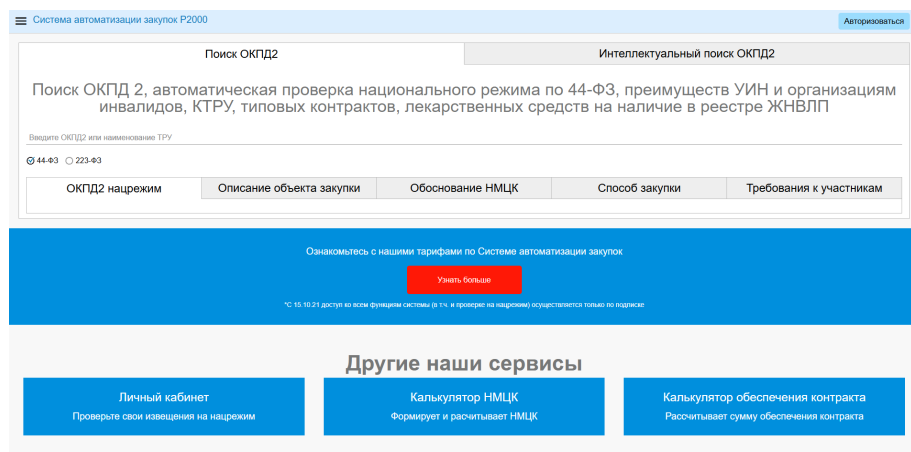 Система автоматизации закупок Р2000
Авторизоваться
Поиск ОКПД2
Интеллектуальный поиск ОКПД2
Поиск ОКПД 2, автоматическая проверка национального режима по 44-ФЗ, преимуществ УИН и организациям
инвалидов, КТРУ, типовых контрактов, лекарственных средств на наличие в реестре ЖНВЛП
Введите ОКПД2 или наименование ТРУ
44-ФЗ 223-ФЗ
ОКПД2 нацрежим
Описание объекта закупки
Обоснование НМЦК
Способ закупки
Требования к участникам
Ознакомьтесь с нашими тарифами по Системе автоматизации закупок
Узнать больше
*С 15.10.21 доступ ко всем функциям системы (в т.ч. и проверке на нацрежим) осуществляется только по подписке
Другие наши сервисы
Личный кабинет
Проверьте свои извещения на нацрежим
Калькулятор НМЦК
Формирует и расчитывает НМЦК
Калькулятор обеспечения контракта
Рассчитывает сумму обеспечения контракта